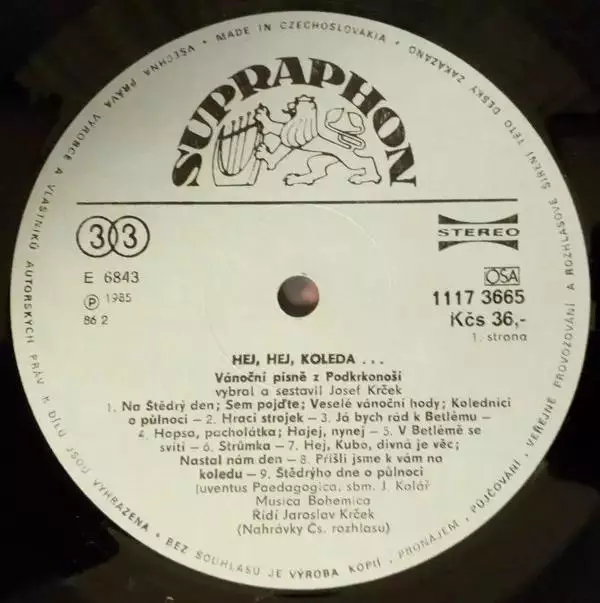 VŠECHNA PRÁVA VÝROBCE A VLASTNÍKŮ AUTORSKÝCH PRÁV K DÍLU JSOU VYHRAZENA • BEZ SOUHLASU JE VÝROBA KOPIÍ, PRONÁJEM, PŮJČOVÁNÍ, VEŘEJNÉ PROVOZOVÁNÍ A ROZHLASOVÉ ŠÍŘENÍ TÉTO DESKY ZAKÁZÁNO • MADE IN CZECHOSLOVAKIA •
SUPRAPHON
33
STEREO
E 6843
OSA
Ⓟ 1985
1117 3665
86 2
Kčs 36,-
1. strana
HEJ, HEJ, KOLEDA ...
Vánoční písně z Podkrkonoší
vybral a sestavil Josef Krček
1. Na Štědrý den; Sem pojďte; Veselé vánoční hody; Koledníci
o půlnoci – 2. Hrací strojek – 3. Já bych rád k Betlému –
4. Hopsa, pacholátka; Hajej, nynej – 5. V Betlémě se
svítí – 6. Strůmka – 7. Hej, Kubo, divná je věc;
Nastal nám den – 8. Přišli jsme k vám na
koledu – 9. Štědrýho dne o půlnoci
(uventus Paedagogica, sbm. J. Kolář
Musica Bohemica
Řídí Jaroslav Krček
(Nahrávky Čs. rozhlasu)